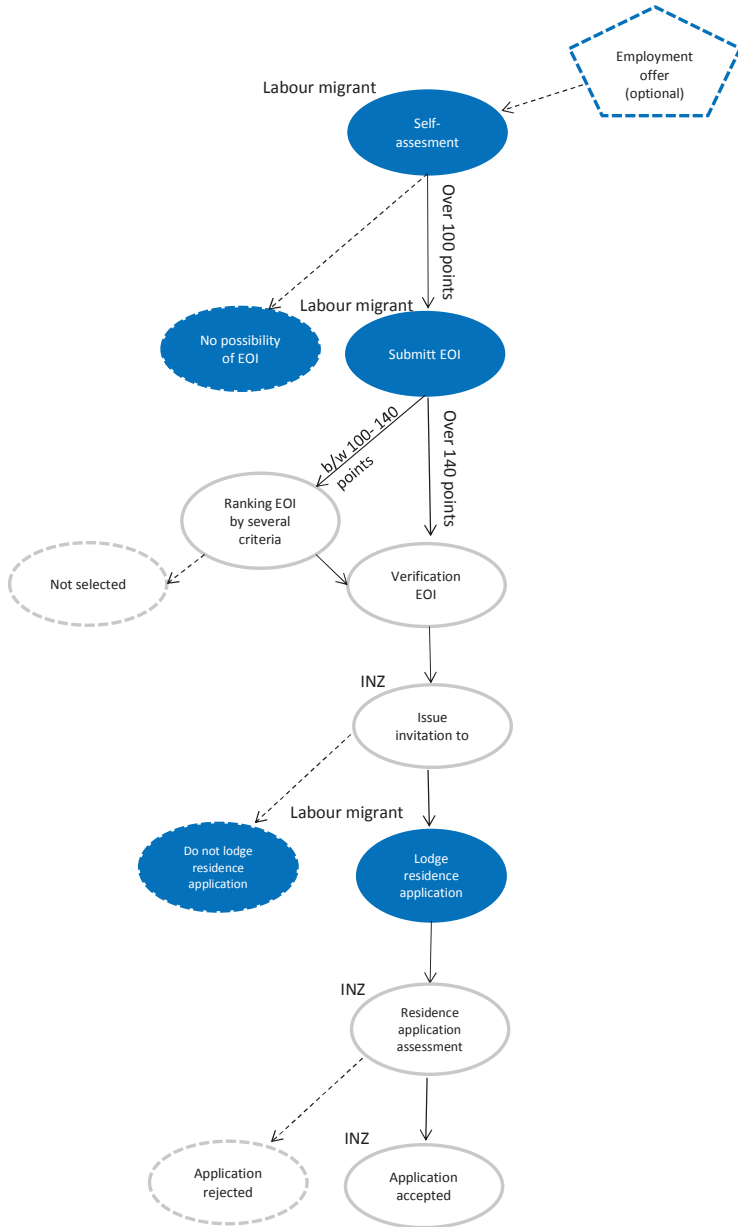 Employment
offer
(optional)
Labour migrant
Self-
assesment
Over 100 points
Labour migrant
No possibility
of EOI
Submitt EOI
b/w 100- 140
points
Over 140 points
Ranking EOI
by several
criteria
Not selected
Verification
EOI
INZ
Issue
invitation to
Labour migrant
Do not lodge
residence
application
Lodge
residence
application
INZ
Residence
application
assessment
INZ
Application
rejected
Application
accepted